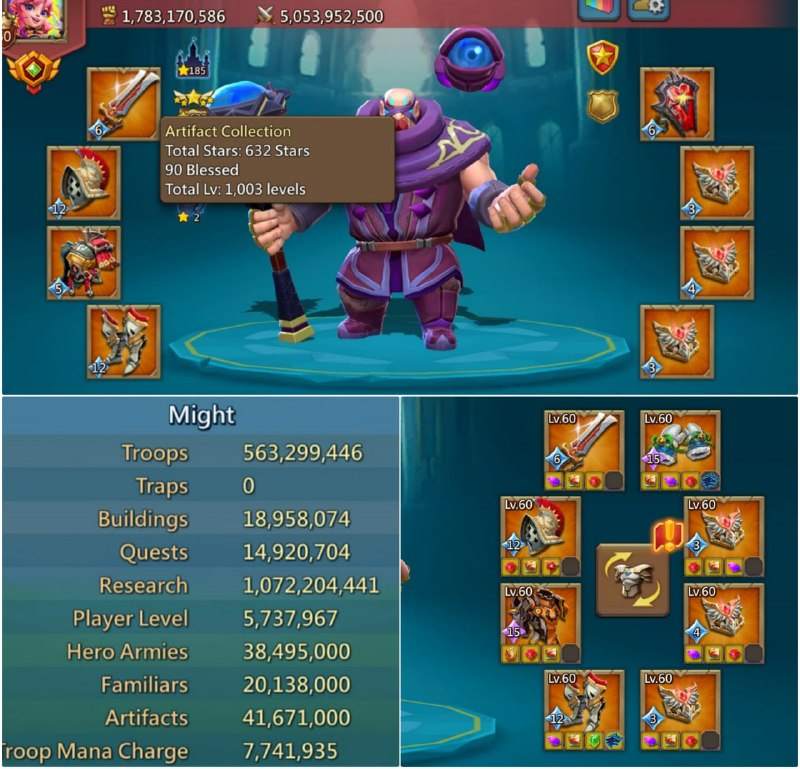 60
1,783,170,586
5,053,952,500
185
Artifact Collection
Total Stars: 632 Stars
90 Blessed
Total Lv: 1,003 levels
2
6
12
5
12
6
3
4
3
Might
Troops 563,299,446
Traps 0
Buildings 18,958,074
Quests 14,920,704
Research 1,072,204,441
Player Level 5,737,967
Hero Armies 38,495,000
Familiars 20,138,000
Artifacts 41,671,000
Troop Mana Charge 7,741,935
Lv.60 6
Lv.60 15
Lv.60 12
Lv.60 3
Lv.60 15
Lv.60 4
Lv.60 12
Lv.60 3